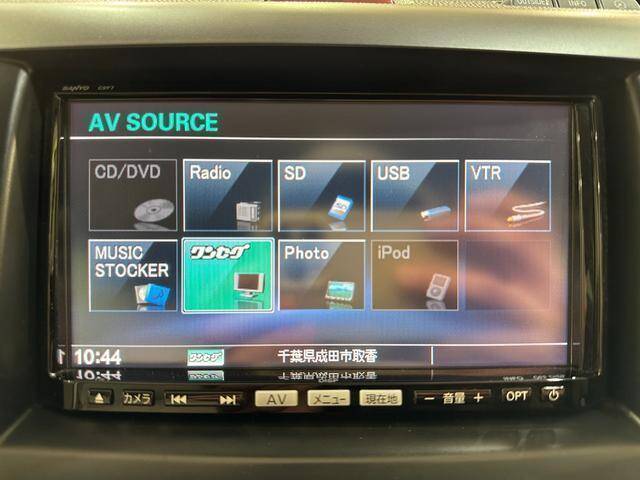 OUTSIDE INFO
SANYO
AV SOURCE
CD/DVD Radio SD USB VTR
MUSIC STOCKER ワンセグ Photo iPod
10:44 ワンセグ 千葉県成田市取香
カメラ AV メニュー 現在地 − 音量 + OPT